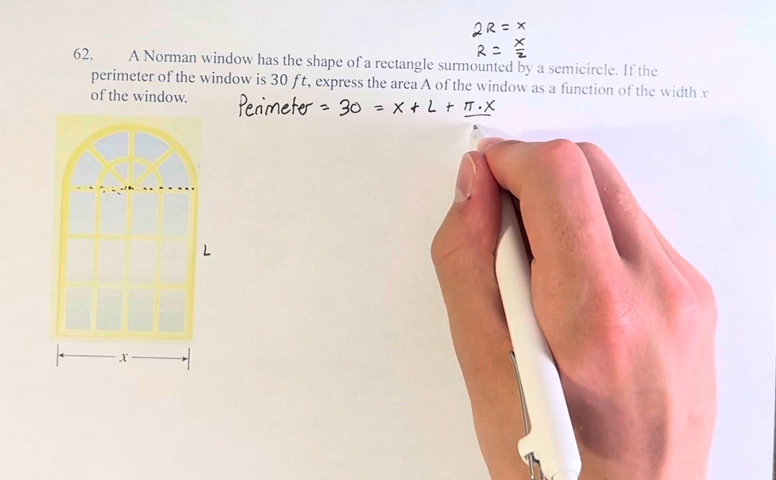 2R = x
R = x/2
62. A Norman window has the shape of a rectangle surmounted by a semicircle. If the
perimeter of the window is 30 ft, express the area A of the window as a function of the width x
of the window.
Perimeter = 30 = x + L + π·x
L
x